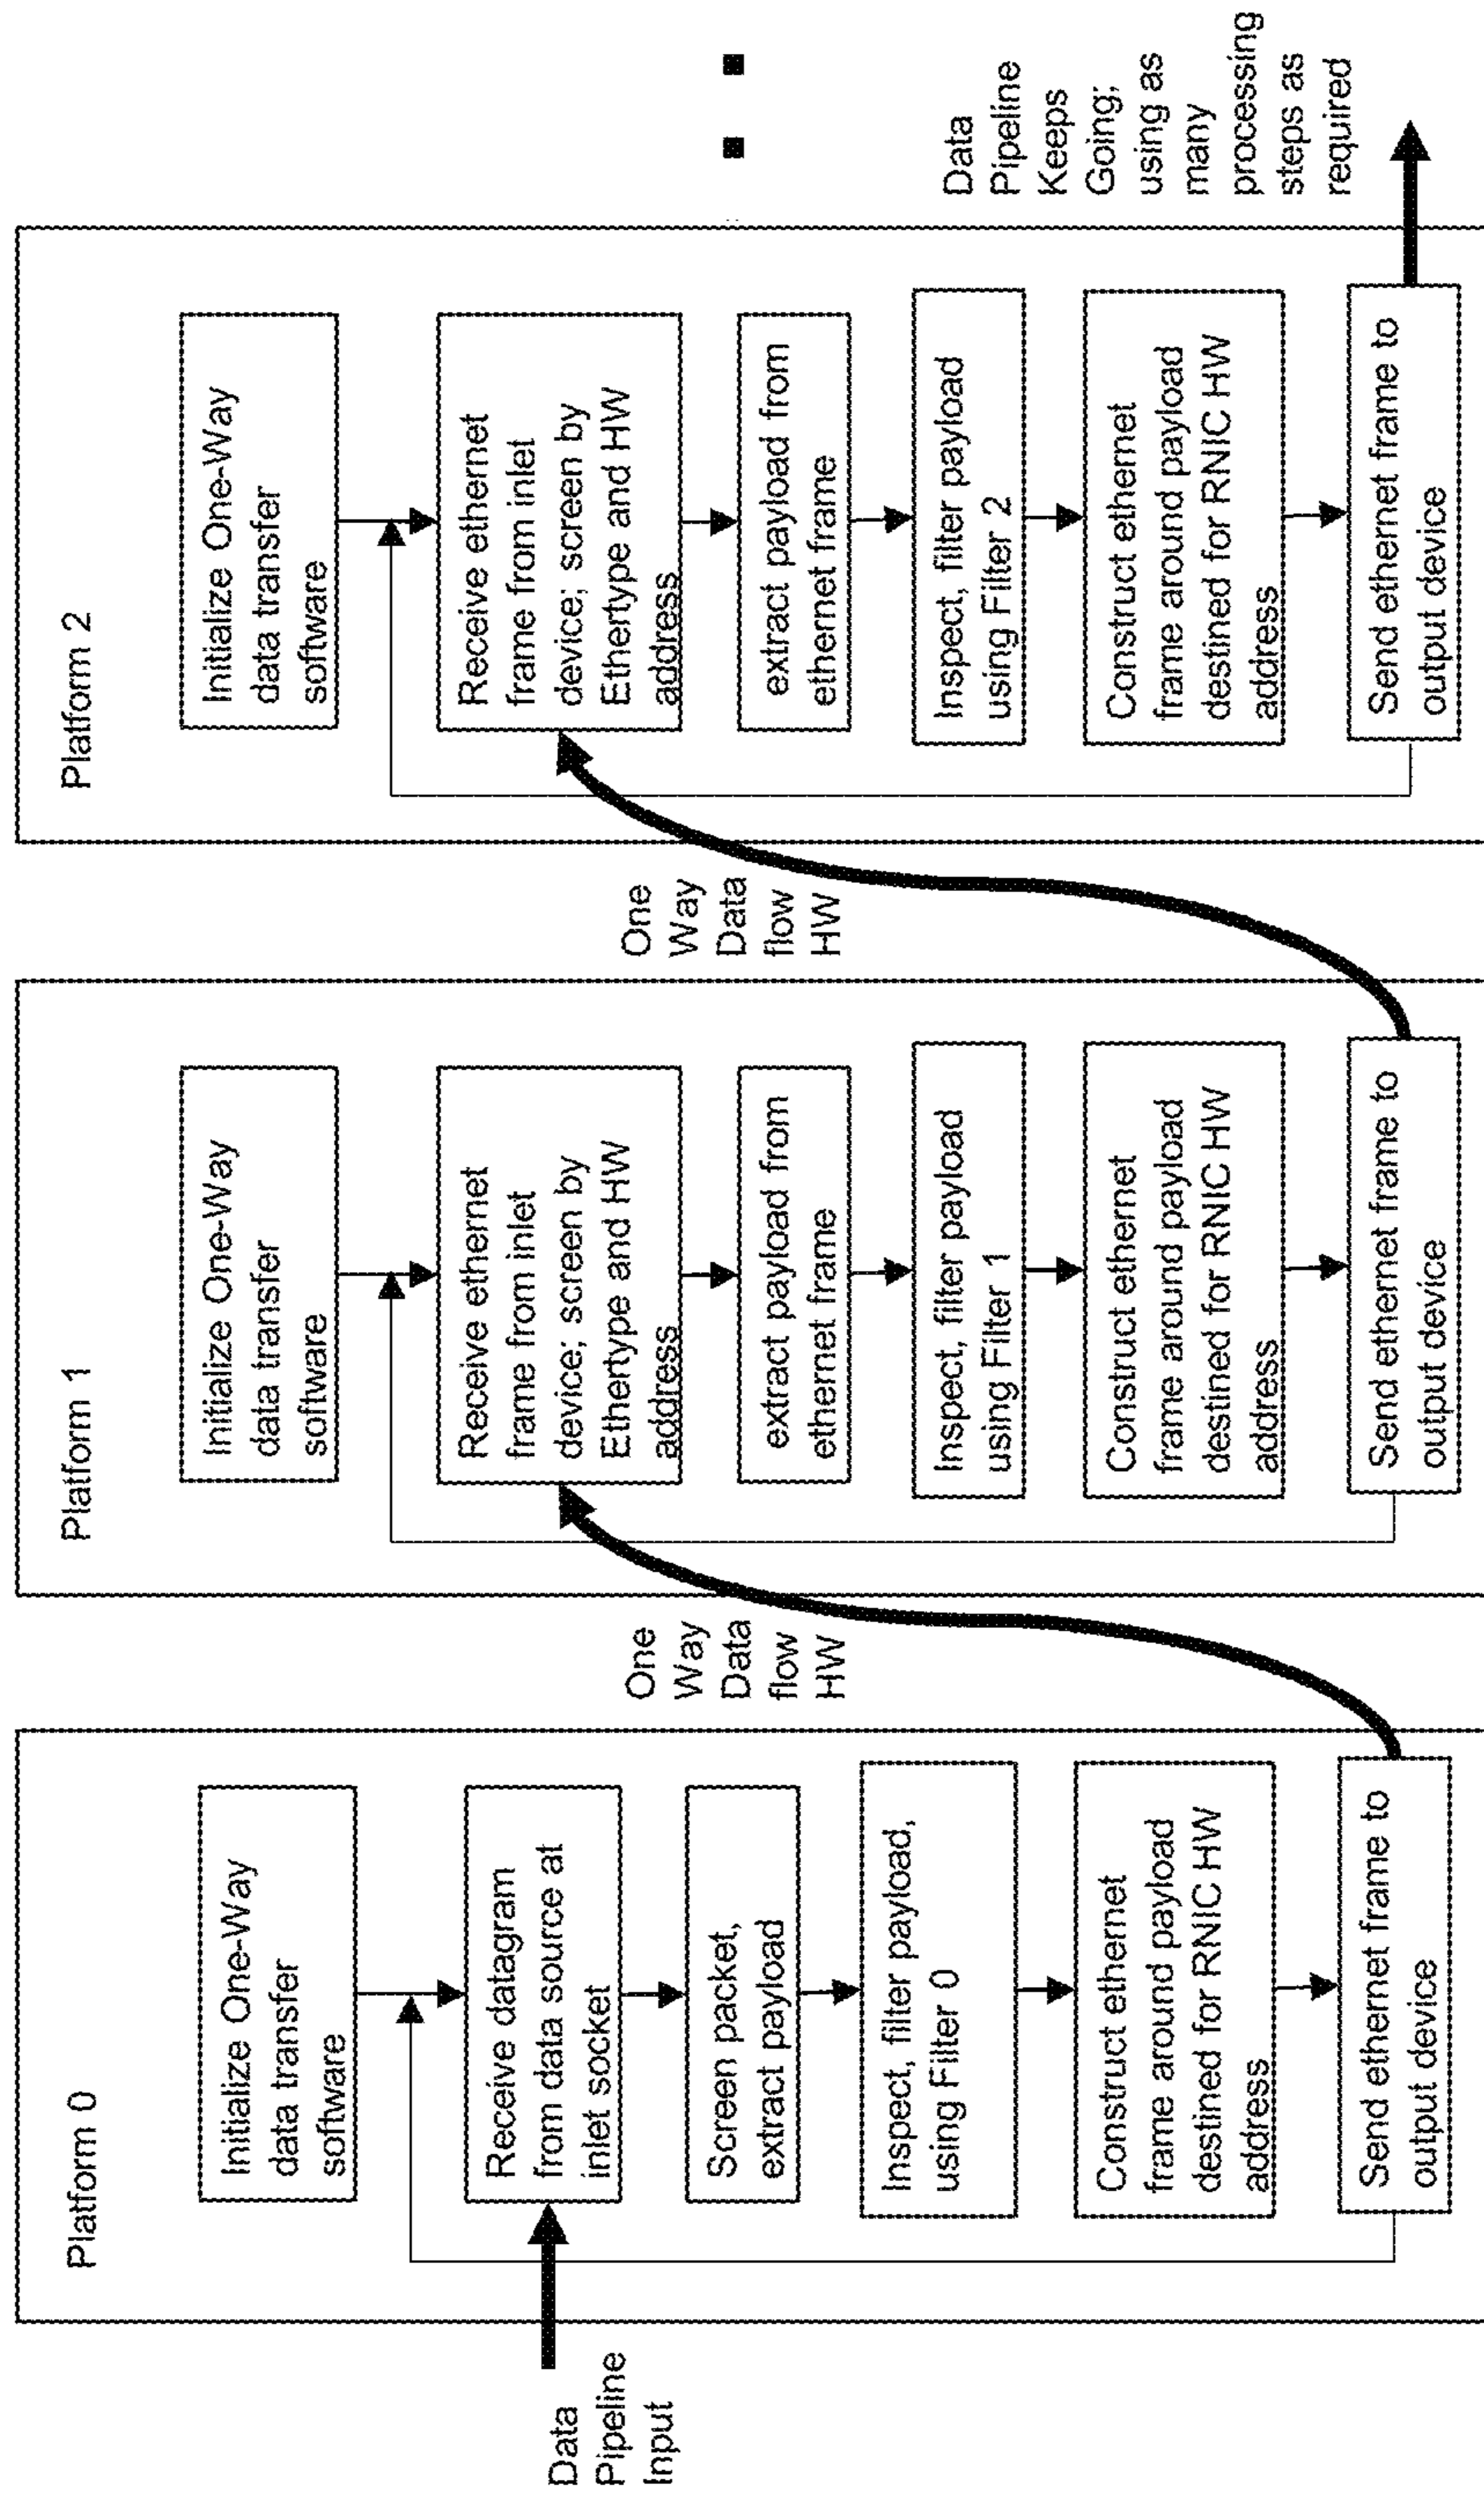 Data
Pipeline
Input
Platform 0
Initialize One-Way
data transfer
software
Receive datagram
from data source at
inlet socket
Screen packet,
extract payload
Inspect, filter payload,
using Filter 0
Construct ethernet
frame around payload
destined for RNIC HW
address
Send ethernet frame to
output device
One
Way
Data
flow
HW
Platform 1
Initialize One-Way
data transfer
software
Receive ethernet
frame from inlet
device; screen by
Ethertype and HW
address
extract payload from
ethernet frame
Inspect, filter payload
using Filter 1
Construct ethernet
frame around payload
destined for RNIC HW
address
Send ethernet frame to
output device
One
Way
Data
flow
HW
Platform 2
Initialize One-Way
data transfer
software
Receive ethernet
frame from inlet
device; screen by
Ethertype and HW
address
extract payload from
ethernet frame
Inspect, filter payload
using Filter 2
Construct ethernet
frame around payload
destined for RNIC HW
address
Send ethernet frame to
output device
Data
Pipeline
Keeps
Going;
using as
many
processing
steps as
required